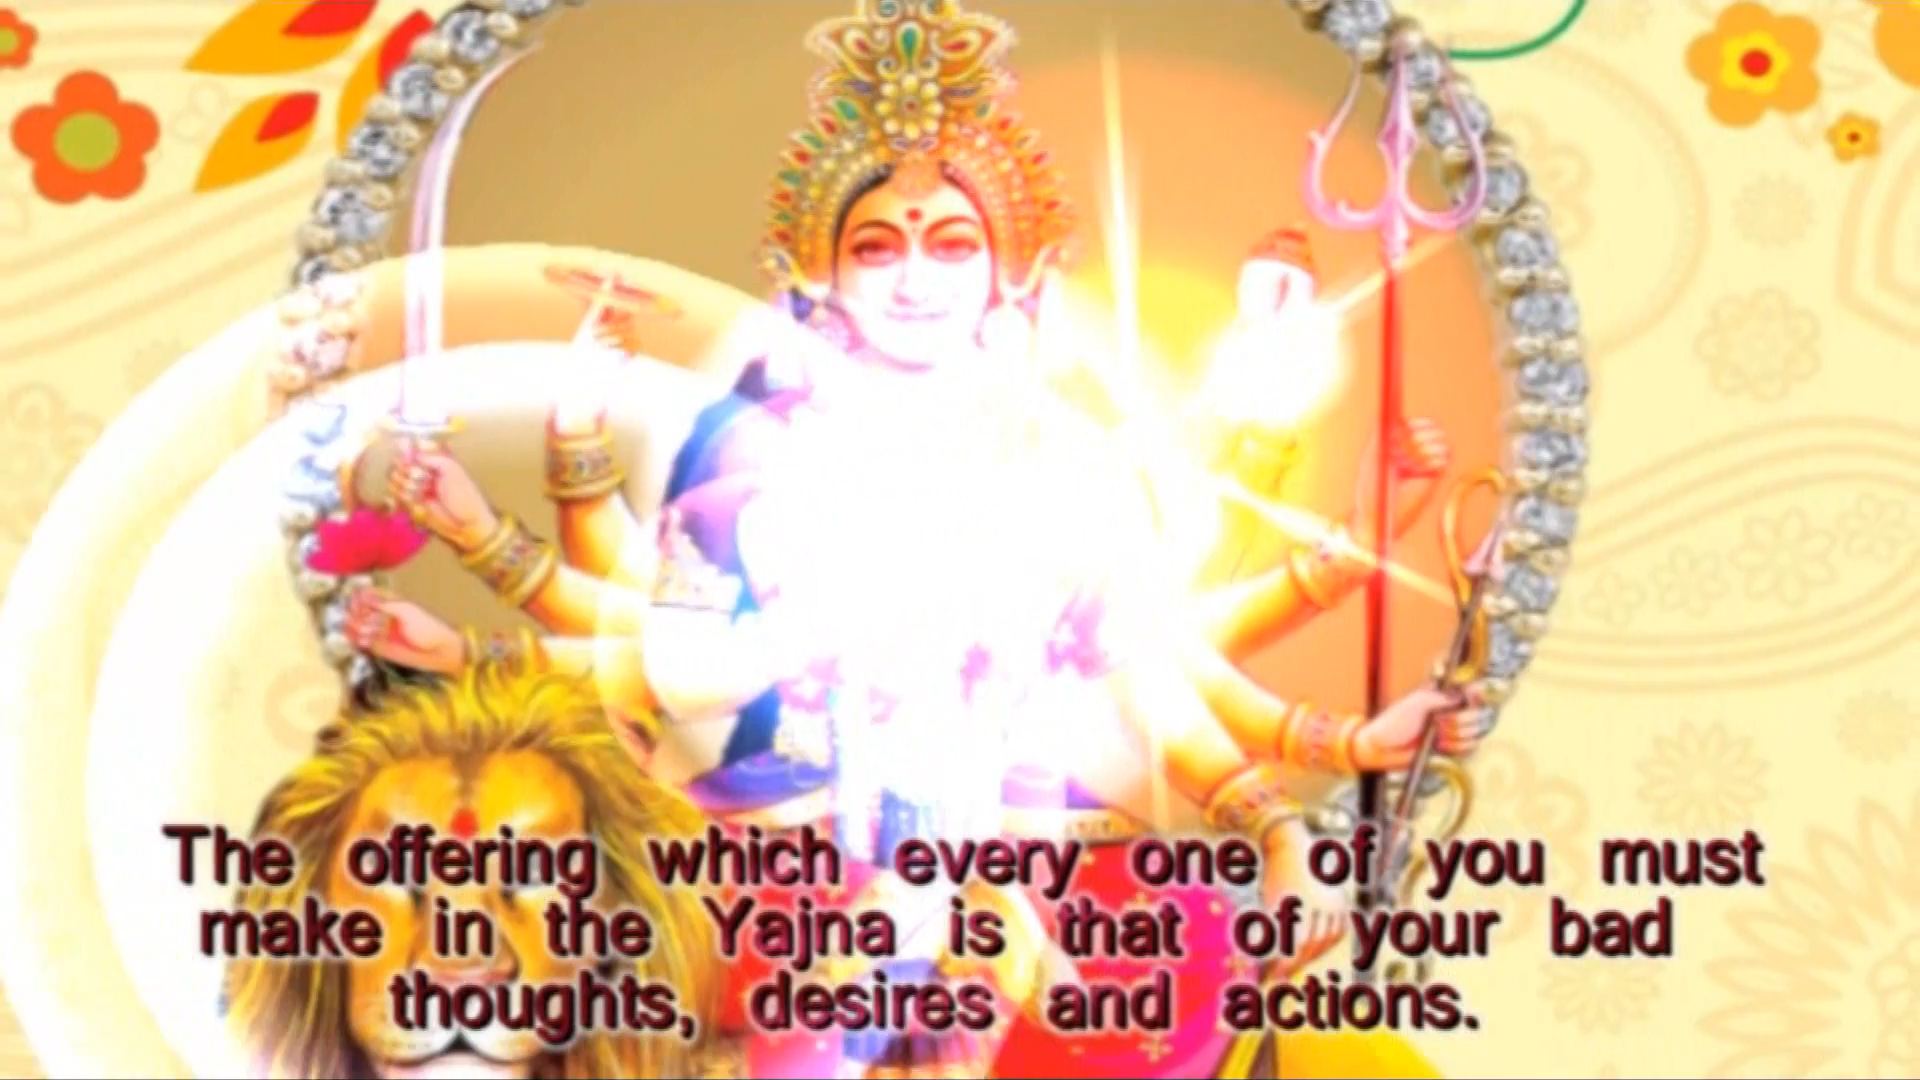 The offering which every one of you must
make in the Yajna is that of your bad
thoughts, desires and actions.